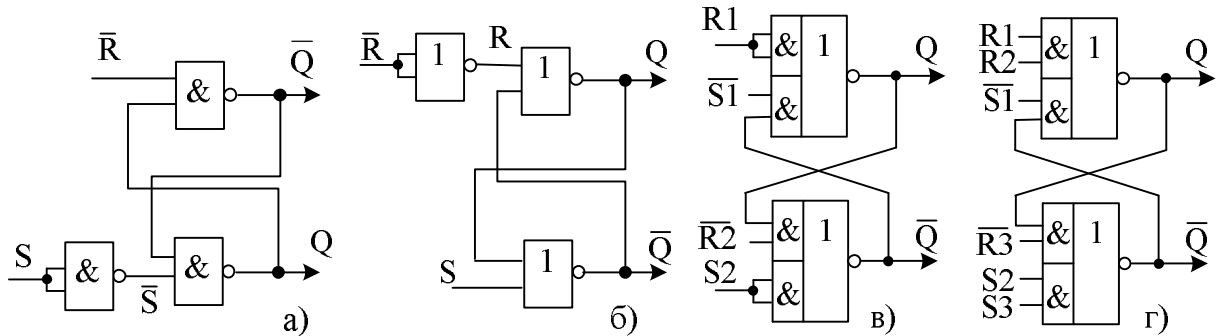 R̅
Q̅
&
S
&
S̅
&
Q
а)
R̅
1
R
1
Q
S
1
Q̅
б)
R1
&
1
Q
S̅1̅
&
R̅2̅
&
1
Q̅
S2
&
в)
R1
R2
&
1
Q
S̅1̅
&
R̅3̅
&
1
Q̅
S2
S3
&
г)